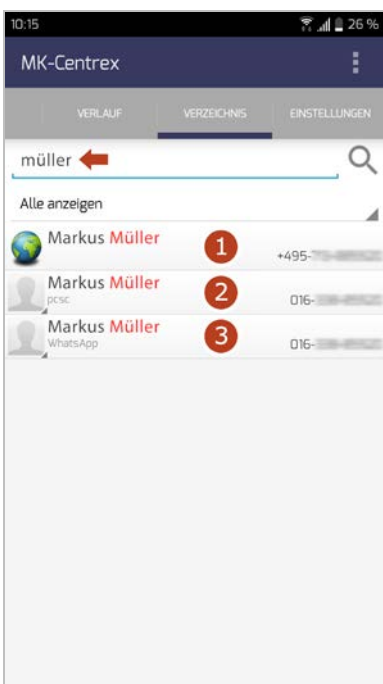 10:15 26 %
MK-Centrex
VERLAUF VERZEICHNIS EINSTELLUNGEN
müller
Alle anzeigen
Markus Müller 1
+495-
Markus Müller 2
pcsc 016-
Markus Müller 3
WhatsApp 016-